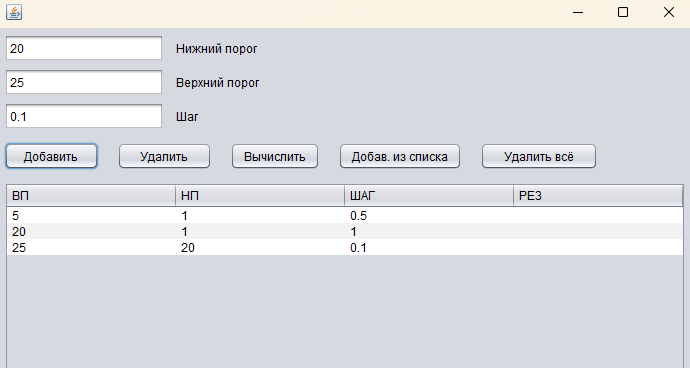 20 Нижний порог
25 Верхний порог
0.1 Шаг
Добавить Удалить Вычислить Добав. из списка Удалить всё
ВП НП ШАГ РЕЗ
5 1 0.5
20 1 1
25 20 0.1